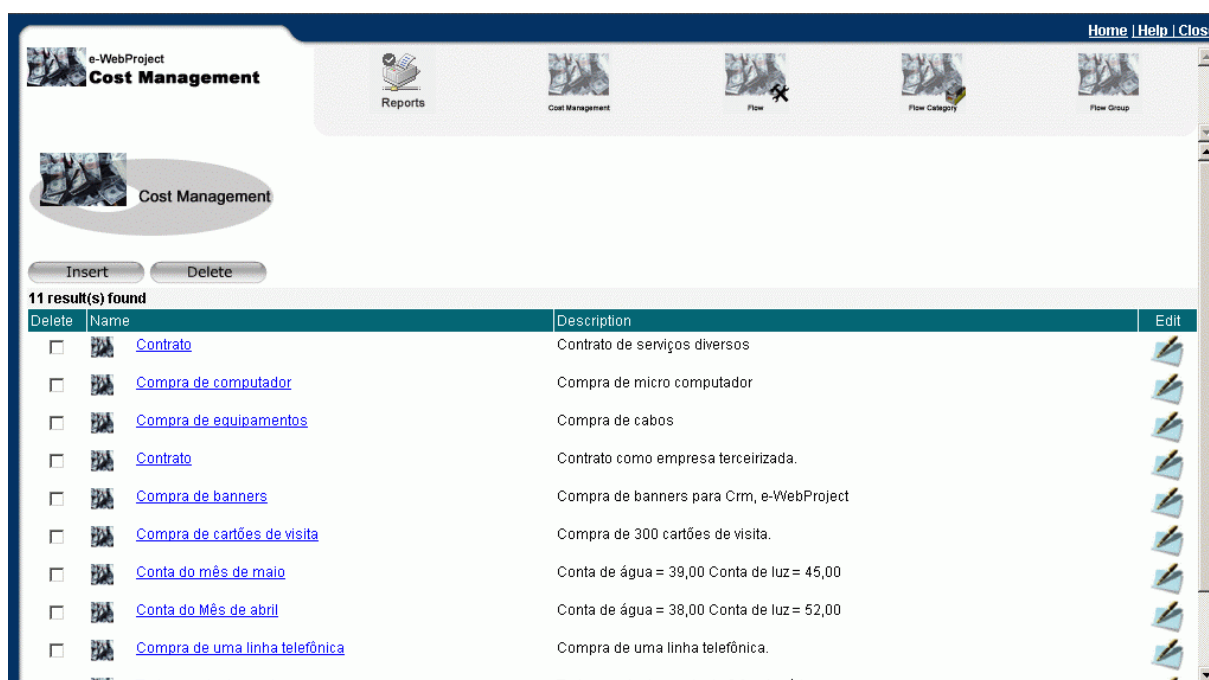 Home | Help | Clos
e-WebProject
Cost Management
Reports
Cost Management
Flow
Flow Category
Flow Group
Cost Management
Insert
Delete
11 result(s) found
Delete Name Description Edit
Contrato Contrato de serviços diversos
Compra de computador Compra de micro computador
Compra de equipamentos Compra de cabos
Contrato Contrato como empresa terceirizada.
Compra de banners Compra de banners para Crm, e-WebProject
Compra de cartões de visita Compra de 300 cartões de visita.
Conta do mês de maio Conta de água = 39,00 Conta de luz = 45,00
Conta do Mês de abril Conta de água = 38,00 Conta de luz = 52,00
Compra de uma linha telefônica Compra de uma linha telefônica.